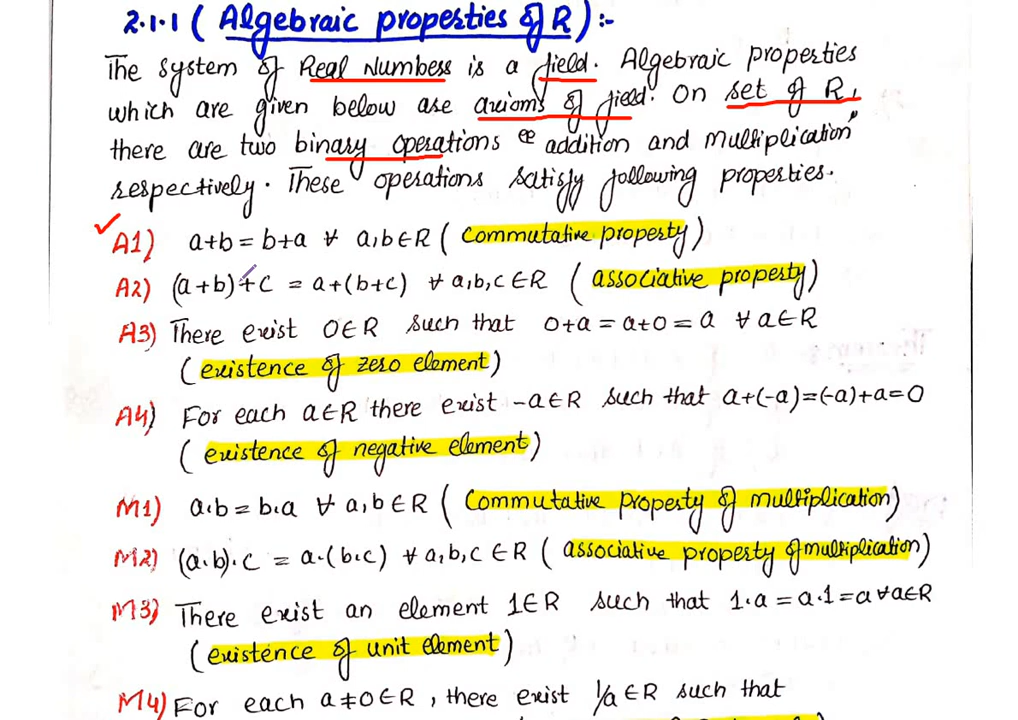 2.1.1 ( Algebraic properties of R ) :-
The system of Real Numbers is a field. Algebraic properties
which are given below are axioms of field. On set of R,
there are two binary operations " addition and multiplication"
respectively. These operations satisfy following properties.
A1) a+b = b+a ∀ a,b∈R ( Commutative property )
A2) (a+b)+c = a+(b+c) ∀ a,b,c ∈R ( associative property )
A3) There exist 0∈R such that 0+a = a+0 = a ∀ a∈R
( existence of zero element )
A4) For each a∈R there exist -a∈R such that a+(-a)=(-a)+a=0
( existence of negative element )
M1) a.b = b.a ∀ a,b ∈R ( Commutative property of multiplication )
M2) (a.b).c = a.(b.c) ∀ a,b,c ∈R ( associative property of multiplication )
M3) There exist an element 1∈R such that 1.a = a.1 = a ∀a∈R
( existence of unit element )
M4) For each a≠0∈R , there exist 1/a ∈R such that